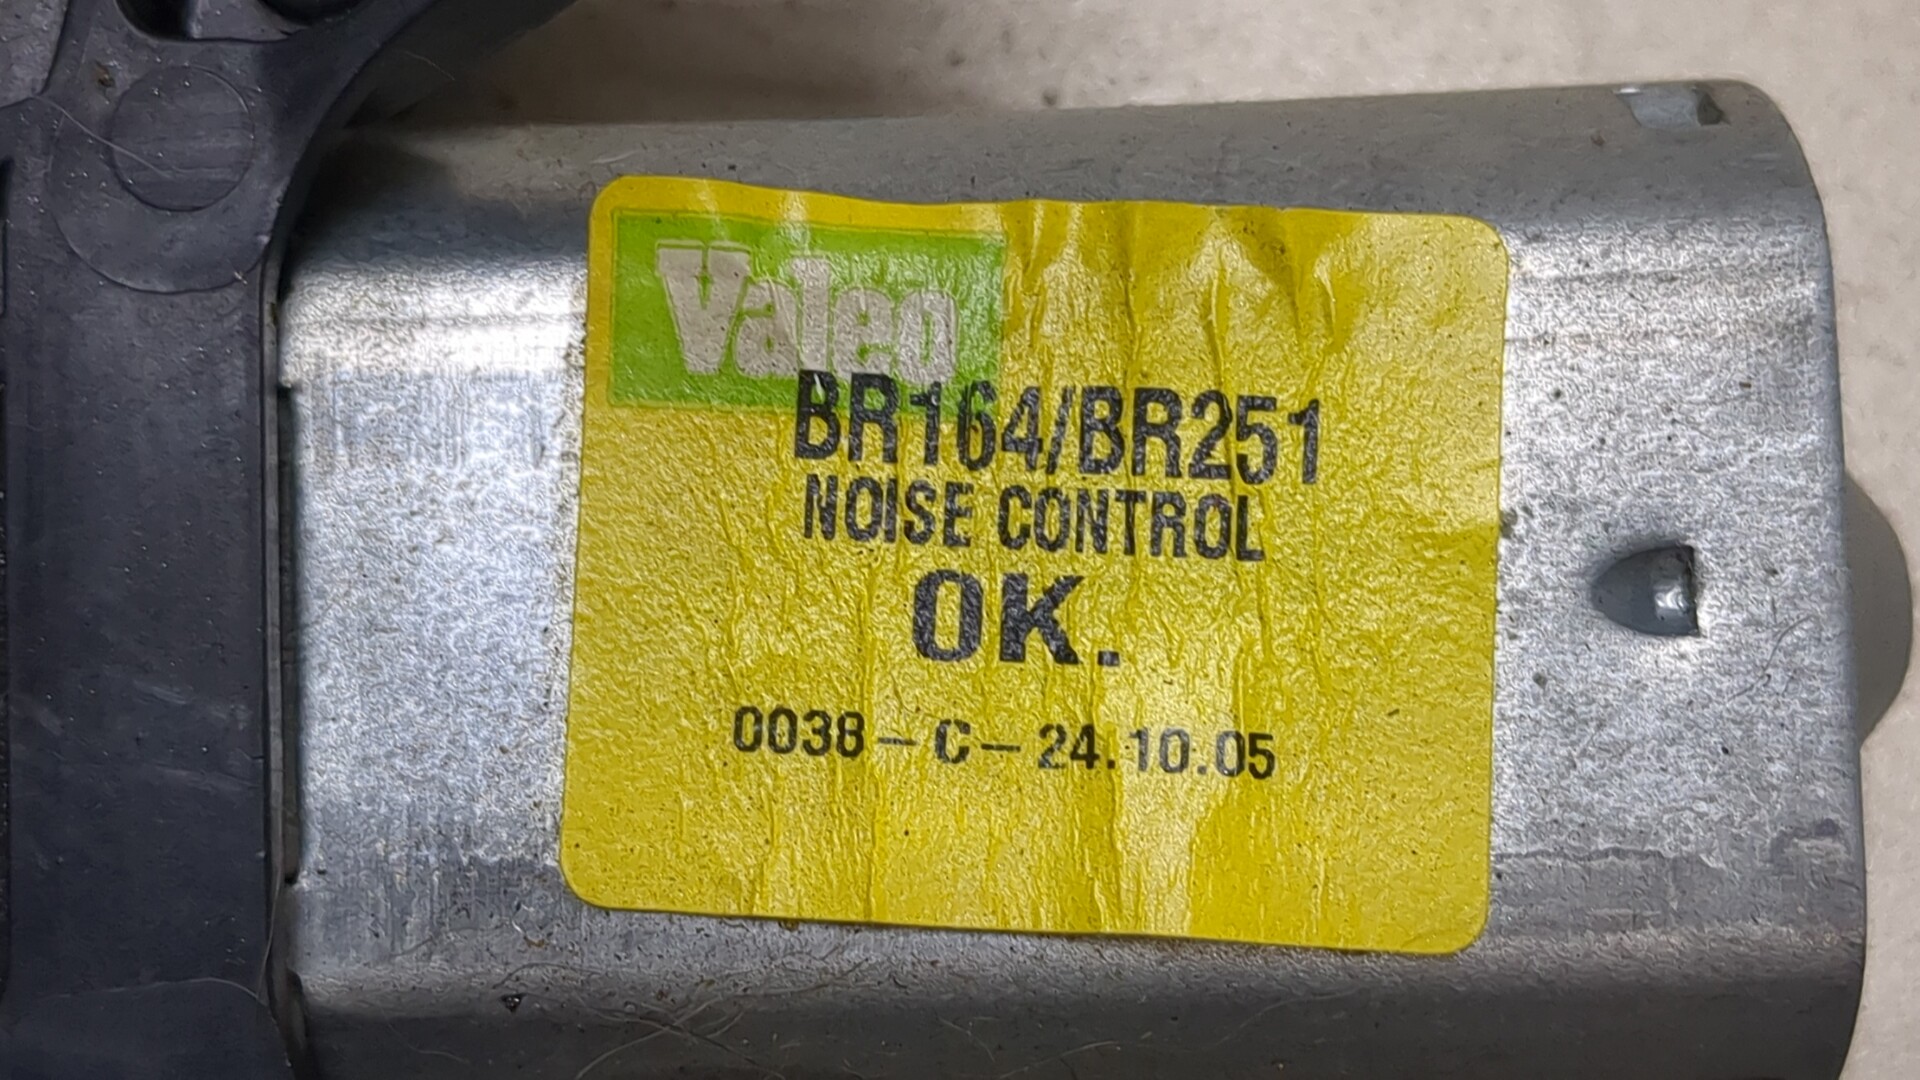 Valeo
BR164/BR251
NOISE CONTROL
OK.
0038 - C - 24.10.05